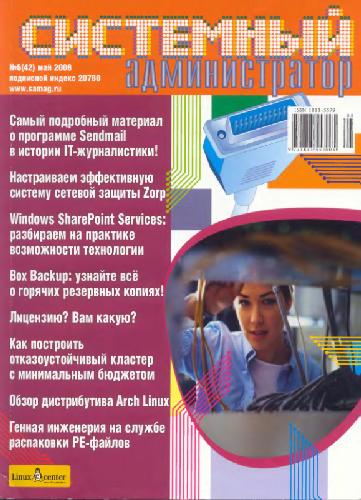 СИСТЕМНЫЙ
администратор
№5(42) май 2006
подписной индекс 20780
www.samag.ru
Самый подробный материал
о программе Sendmail
в истории IT-журналистики!
Настраиваем эффективную
систему сетевой защиты Zorp
Windows SharePoint Services:
разбираем на практике
возможности технологии
Box Backup: узнайте всё
о горячих резервных копиях!
Лицензию? Вам какую?
Как построить
отказоустойчивый кластер
с минимальным бюджетом
Обзор дистрибутива Arch Linux
Генная инженерия на службе
распаковки PE-файлов
Linux center